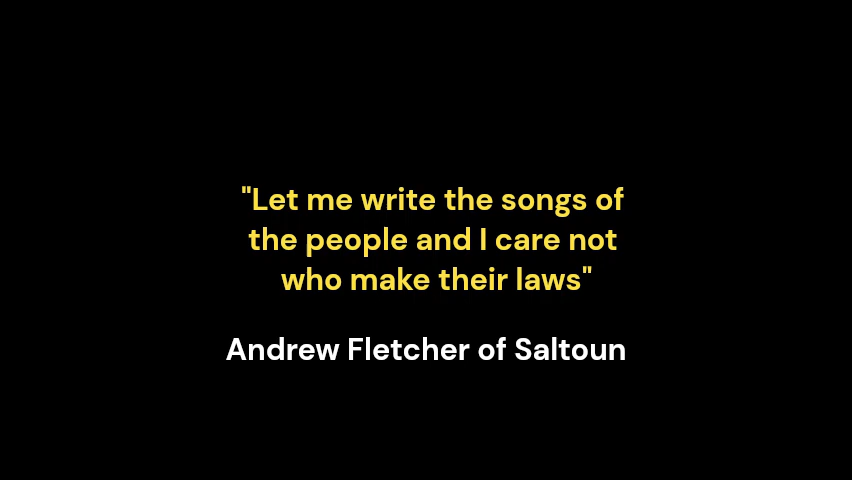 "Let me write the songs of
the people and I care not
who make their laws"
Andrew Fletcher of Saltoun